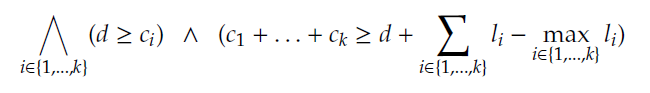 ⋀_{i∈{1,...,k}} (d ≥ c_i) ∧ (c_1 + ... + c_k ≥ d + ∑_{i∈{1,...,k}} l_i − max_{i∈{1,...,k}} l_i)